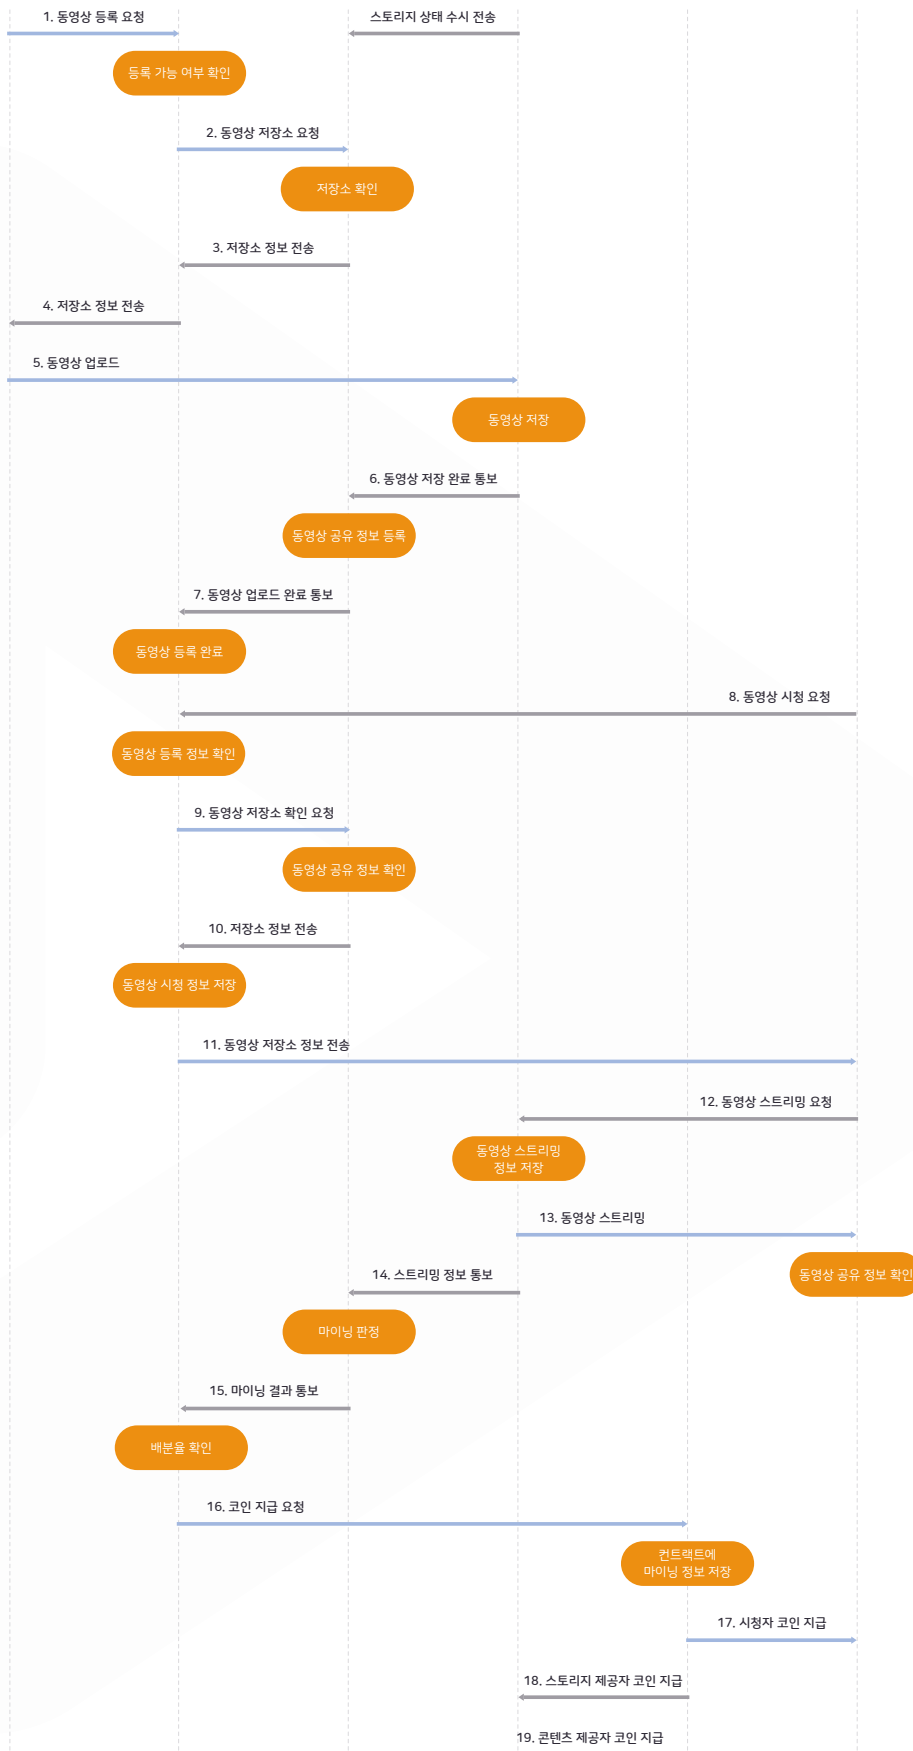 1. 동영상 등록 요청
스토리지 상태 수시 전송
등록 가능 여부 확인
2. 동영상 저장소 요청
저장소 확인
3. 저장소 정보 전송
4. 저장소 정보 전송
5. 동영상 업로드
동영상 저장
6. 동영상 저장 완료 통보
동영상 공유 정보 등록
7. 동영상 업로드 완료 통보
동영상 등록 완료
8. 동영상 시청 요청
동영상 등록 정보 확인
9. 동영상 저장소 확인 요청
동영상 공유 정보 확인
10. 저장소 정보 전송
동영상 시청 정보 저장
11. 동영상 저장소 정보 전송
12. 동영상 스트리밍 요청
동영상 스트리밍
정보 저장
13. 동영상 스트리밍
동영상 공유 정보 확인
14. 스트리밍 정보 통보
마이닝 판정
15. 마이닝 결과 통보
배분율 확인
16. 코인 지급 요청
컨트랙트에
마이닝 정보 저장
17. 시청자 코인 지급
18. 스토리지 제공자 코인 지급
19. 콘텐츠 제공자 코인 지급